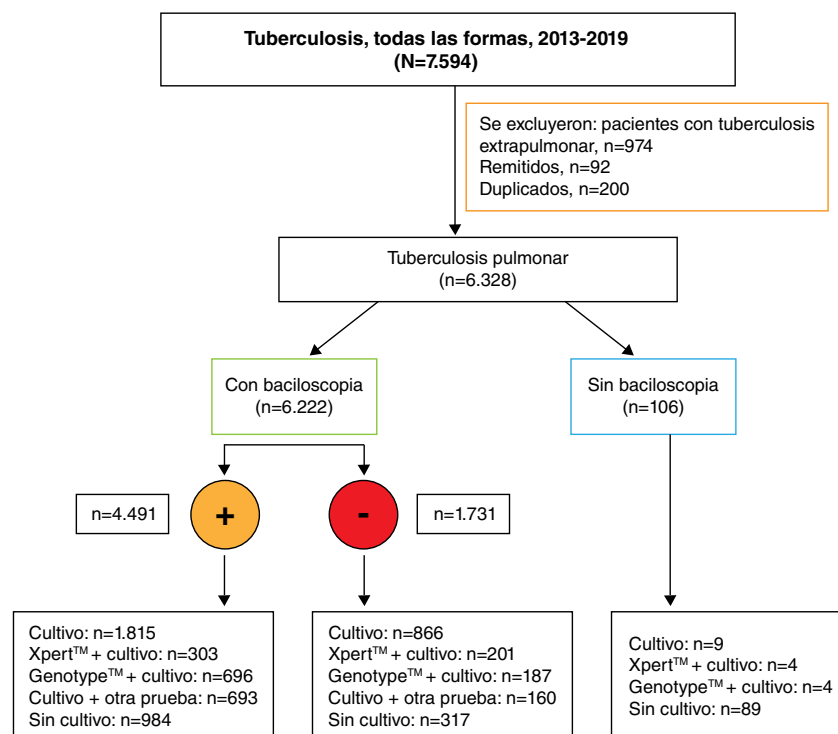 Tuberculosis, todas las formas, 2013-2019
(N=7.594)
Se excluyeron: pacientes con tuberculosis
extrapulmonar, n=974
Remitidos, n=92
Duplicados, n=200
Tuberculosis pulmonar
(n=6.328)
Con baciloscopia
(n=6.222)
Sin baciloscopia
(n=106)
n=4.491
+
-
n=1.731
Cultivo: n=1.815
Xpert™ + cultivo: n=303
Genotype™ + cultivo: n=696
Cultivo + otra prueba: n=693
Sin cultivo: n=984
Cultivo: n=866
Xpert™ + cultivo: n=201
Genotype™ + cultivo: n=187
Cultivo + otra prueba: n=160
Sin cultivo: n=317
Cultivo: n=9
Xpert™ + cultivo: n=4
Genotype™ + cultivo: n=4
Sin cultivo: n=89